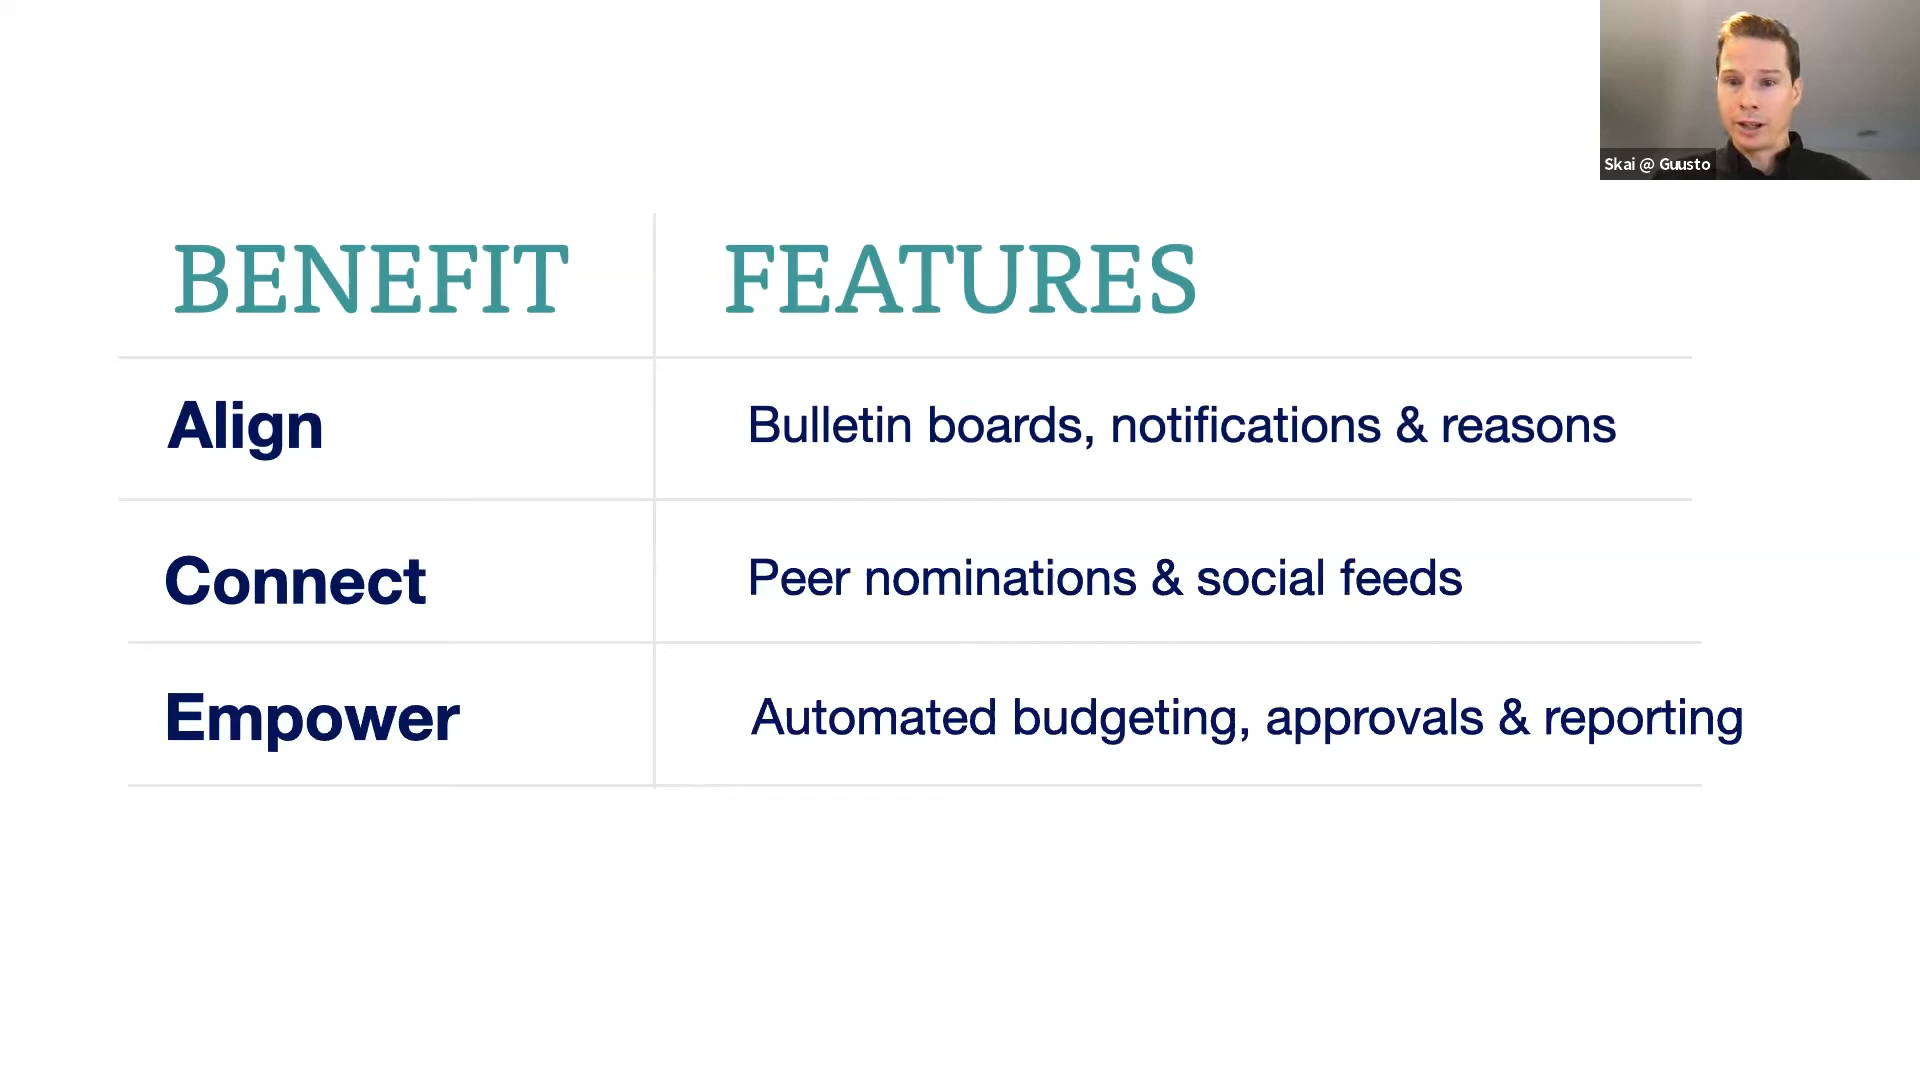 Skai @ Guusto
BENEFIT
FEATURES
Align
Bulletin boards, notifications & reasons
Connect
Peer nominations & social feeds
Empower
Automated budgeting, approvals & reporting